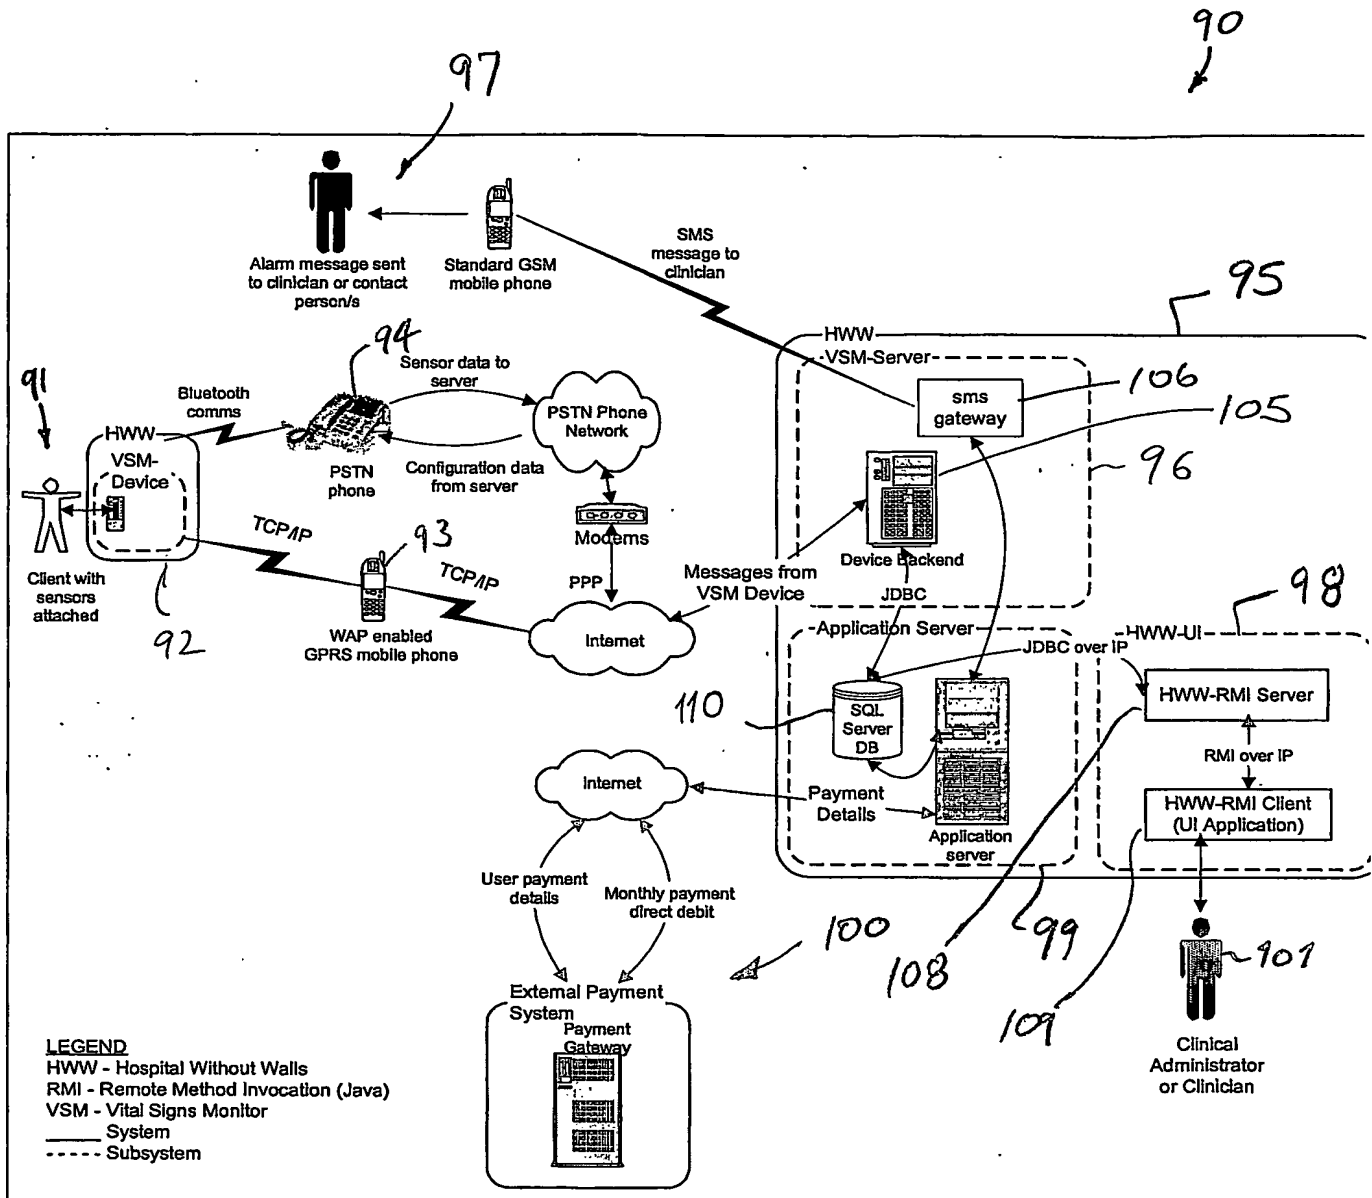 90
97
Alarm message sent
to clinician or contact
person/s
Standard GSM
mobile phone
SMS
message to
clinician
95
HWW
VSM-Server
sms
gateway
106
105
96
Device Backend
94
Sensor data to
server
91
Bluetooth
comms
HWW
VSM-
Device
PSTN
phone
PSTN Phone
Network
Configuration data
from server
Modems
TCP/IP
93
TCP/IP
Client with
sensors
attached
92
WAP enabled
GPRS mobile phone
PPP
Internet
Messages from
VSM Device
JDBC
98
Application Server
HWW-UI
JDBC over IP
110
SQL
Server
DB
HWW-RMI Server
RMI over IP
HWW-RMI Client
(UI Application)
Internet
Payment
Details
Application
server
User payment
details
Monthly payment
direct debit
100
99
108
109
101
External Payment
System
Payment
Gateway
Clinical
Administrator
or Clinician
LEGEND
HWW - Hospital Without Walls
RMI - Remote Method Invocation (Java)
VSM - Vital Signs Monitor
System
Subsystem